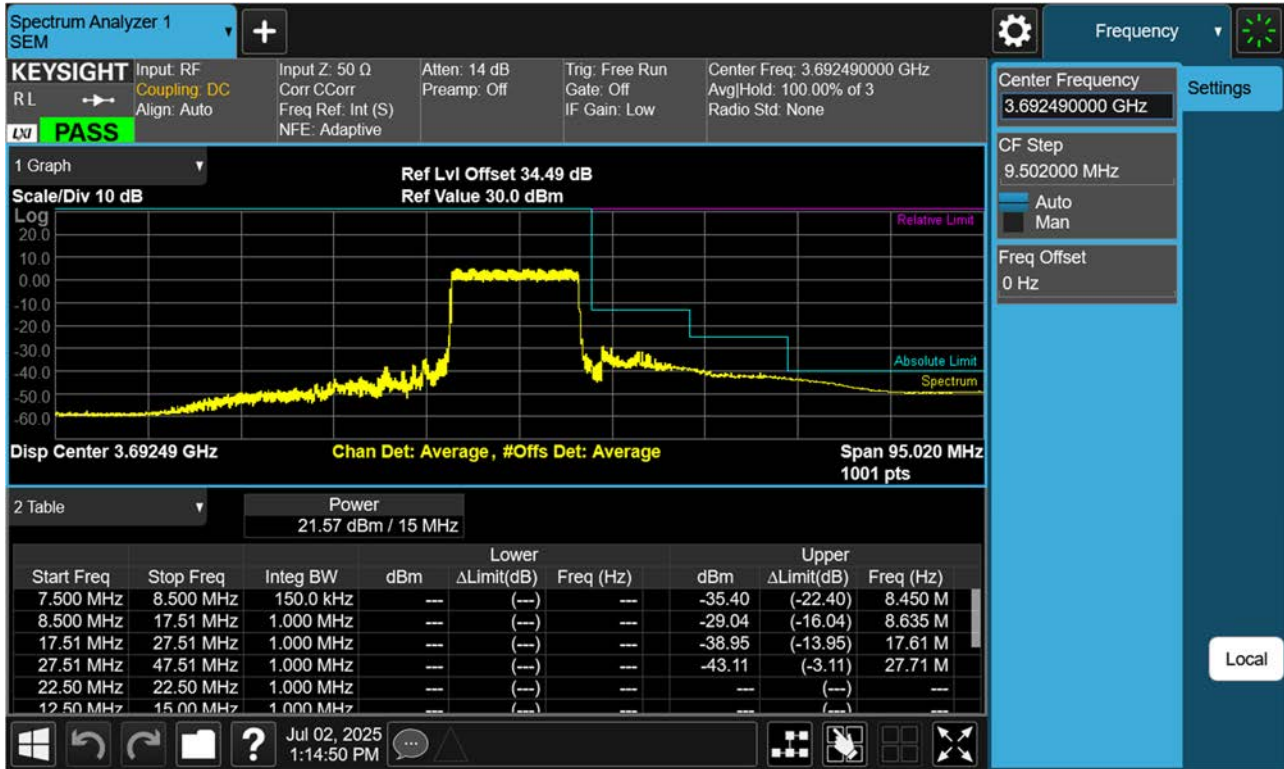 Spectrum Analyzer 1
SEM
Frequency
KEYSIGHT
RL
LXI PASS
Input: RF
Coupling: DC
Align: Auto
Input Z: 50 Ω
Corr CCorr
Freq Ref: Int (S)
NFE: Adaptive
Atten: 14 dB
Preamp: Off
Trig: Free Run
Gate: Off
IF Gain: Low
Center Freq: 3.692490000 GHz
Avg|Hold: 100.00% of 3
Radio Std: None
Center Frequency
3.692490000 GHz
Settings
CF Step
9.502000 MHz
Auto
Man
Freq Offset
0 Hz
Local
1 Graph
Scale/Div 10 dB
Ref Lvl Offset 34.49 dB
Ref Value 30.0 dBm
Log
20.0
10.0
0.00
-10.0
-20.0
-30.0
-40.0
-50.0
-60.0
Relative Limit
Absolute Limit
Spectrum
Disp Center 3.69249 GHz
Chan Det: Average, #Offs Det: Average
Span 95.020 MHz
1001 pts
2 Table
Power
21.57 dBm / 15 MHz
Lower Upper
Start Freq Stop Freq Integ BW dBm ΔLimit(dB) Freq (Hz) dBm ΔLimit(dB) Freq (Hz)
7.500 MHz 8.500 MHz 150.0 kHz --- (---) --- -35.40 (-22.40) 8.450 M
8.500 MHz 17.51 MHz 1.000 MHz --- (---) --- -29.04 (-16.04) 8.635 M
17.51 MHz 27.51 MHz 1.000 MHz --- (---) --- -38.95 (-13.95) 17.61 M
27.51 MHz 47.51 MHz 1.000 MHz --- (---) --- -43.11 (-3.11) 27.71 M
22.50 MHz 22.50 MHz 1.000 MHz --- (---) --- --- (---) ---
12.50 MHz 15.00 MHz 1.000 MHz --- (---) --- --- (---) ---
?
Jul 02, 2025
1:14:50 PM